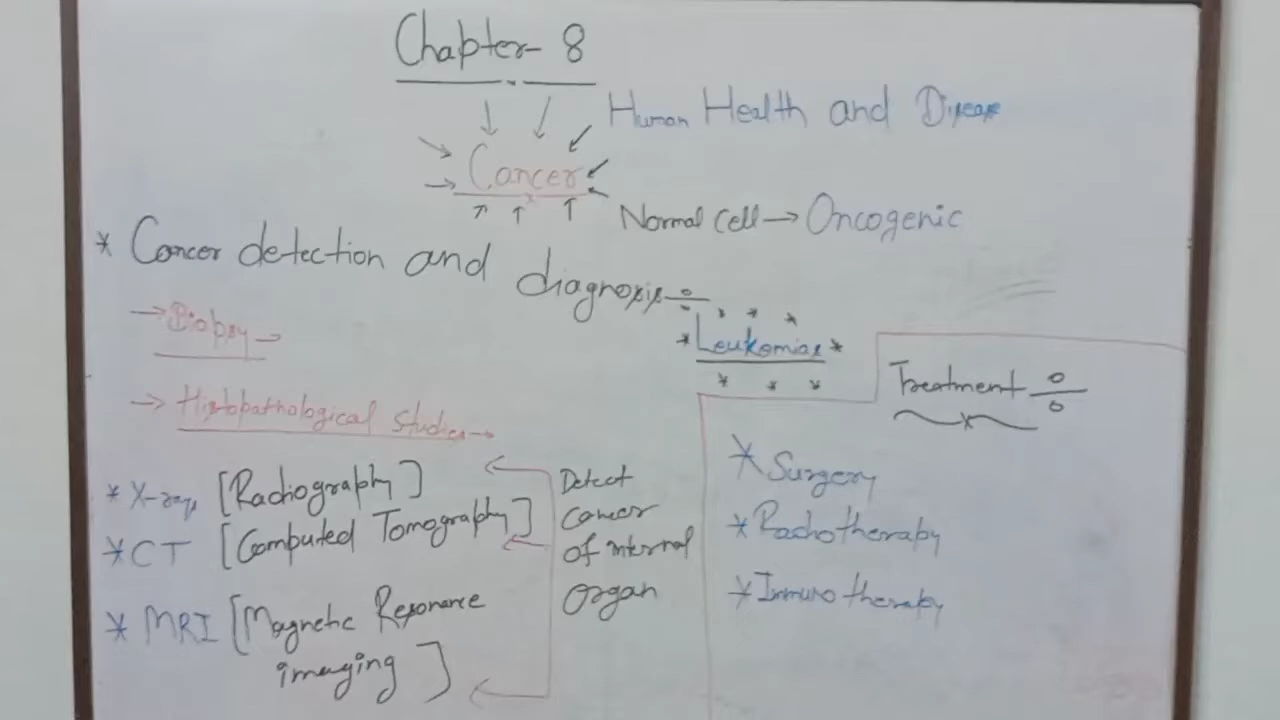 Chapter- 8
Human Health and Disease
Cancer
Normal Cell → Oncogenic
* Cancer detection and diagnosis ÷
→ Biopsy →
* Leukomias *
→ Histopathological Studies →
* X-ray [Radiography]
* CT [Computed Tomography]
* MRI [Magnetic Resonance
imaging]
Detect
cancer
of internal
organ
Treatment ÷
* Surgery
* Radiotherapy
* Immunotherapy